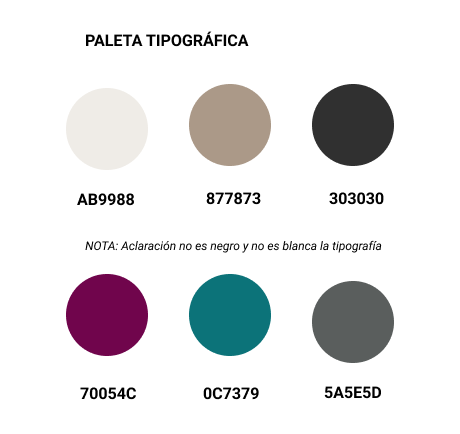 PALETA TIPOGRÁFICA
AB9988 877873 303030
NOTA: Aclaración no es negro y no es blanca la tipografía
70054C 0C7379 5A5E5D